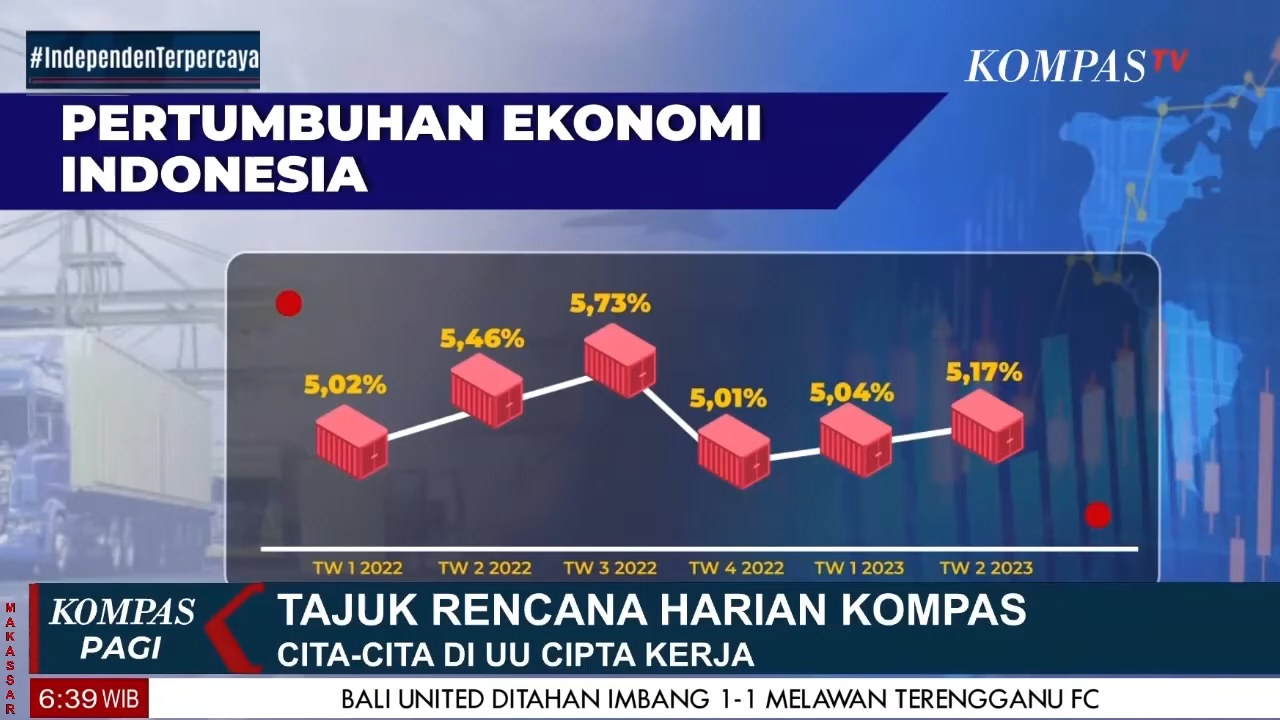 #IndependenTerpercaya
KOMPAS TV
PERTUMBUHAN EKONOMI
INDONESIA
5,02%
5,46%
5,73%
5,01%
5,04%
5,17%
TW 1 2022
TW 2 2022
TW 3 2022
TW 4 2022
TW 1 2023
TW 2 2023
MAKASSAR
KOMPAS
PAGI
TAJUK RENCANA HARIAN KOMPAS
CITA-CITA DI UU CIPTA KERJA
6:39 WIB
BALI UNITED DITAHAN IMBANG 1-1 MELAWAN TERENGGANU FC